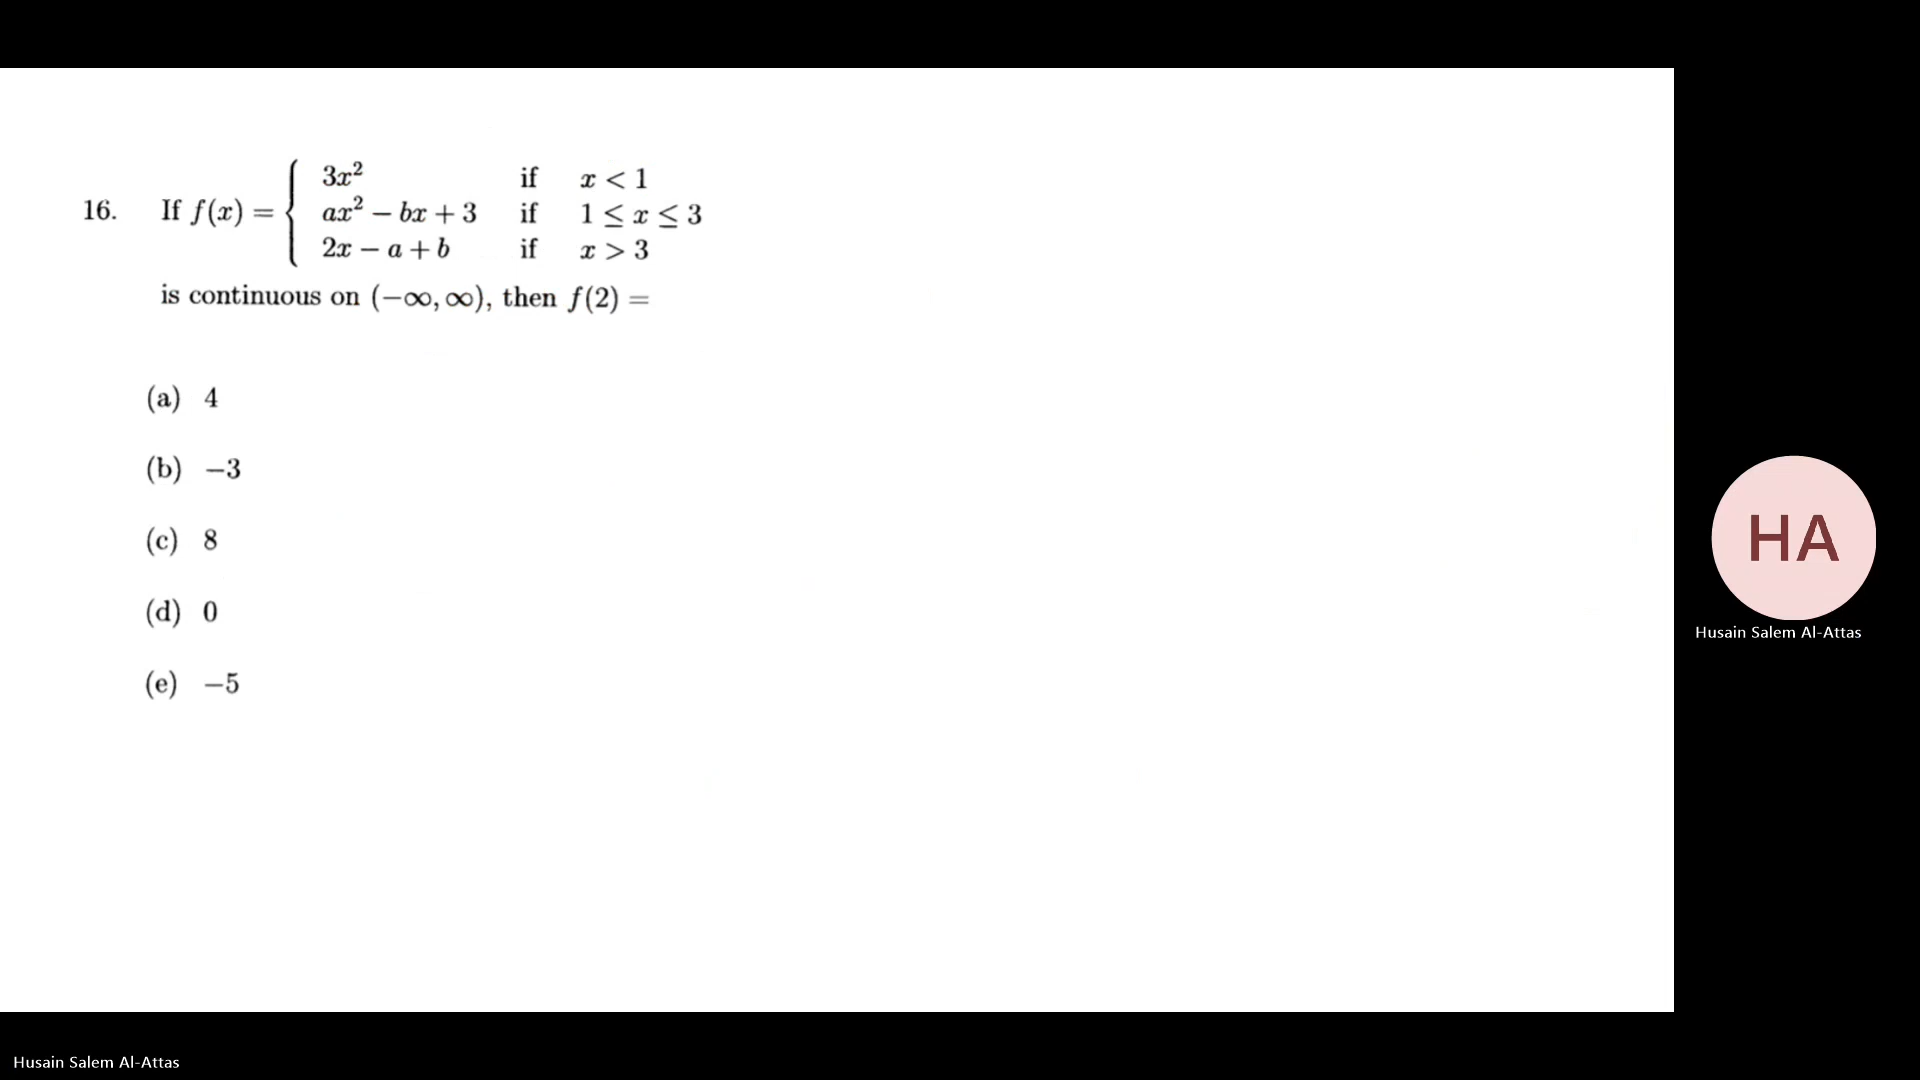 16. If f(x) = { 3x² if x < 1
ax² − bx + 3 if 1 ≤ x ≤ 3
2x − a + b if x > 3
is continuous on (−∞, ∞), then f(2) =
(a) 4
(b) −3
(c) 8
(d) 0
(e) −5
HA
Husain Salem Al-Attas
Husain Salem Al-Attas